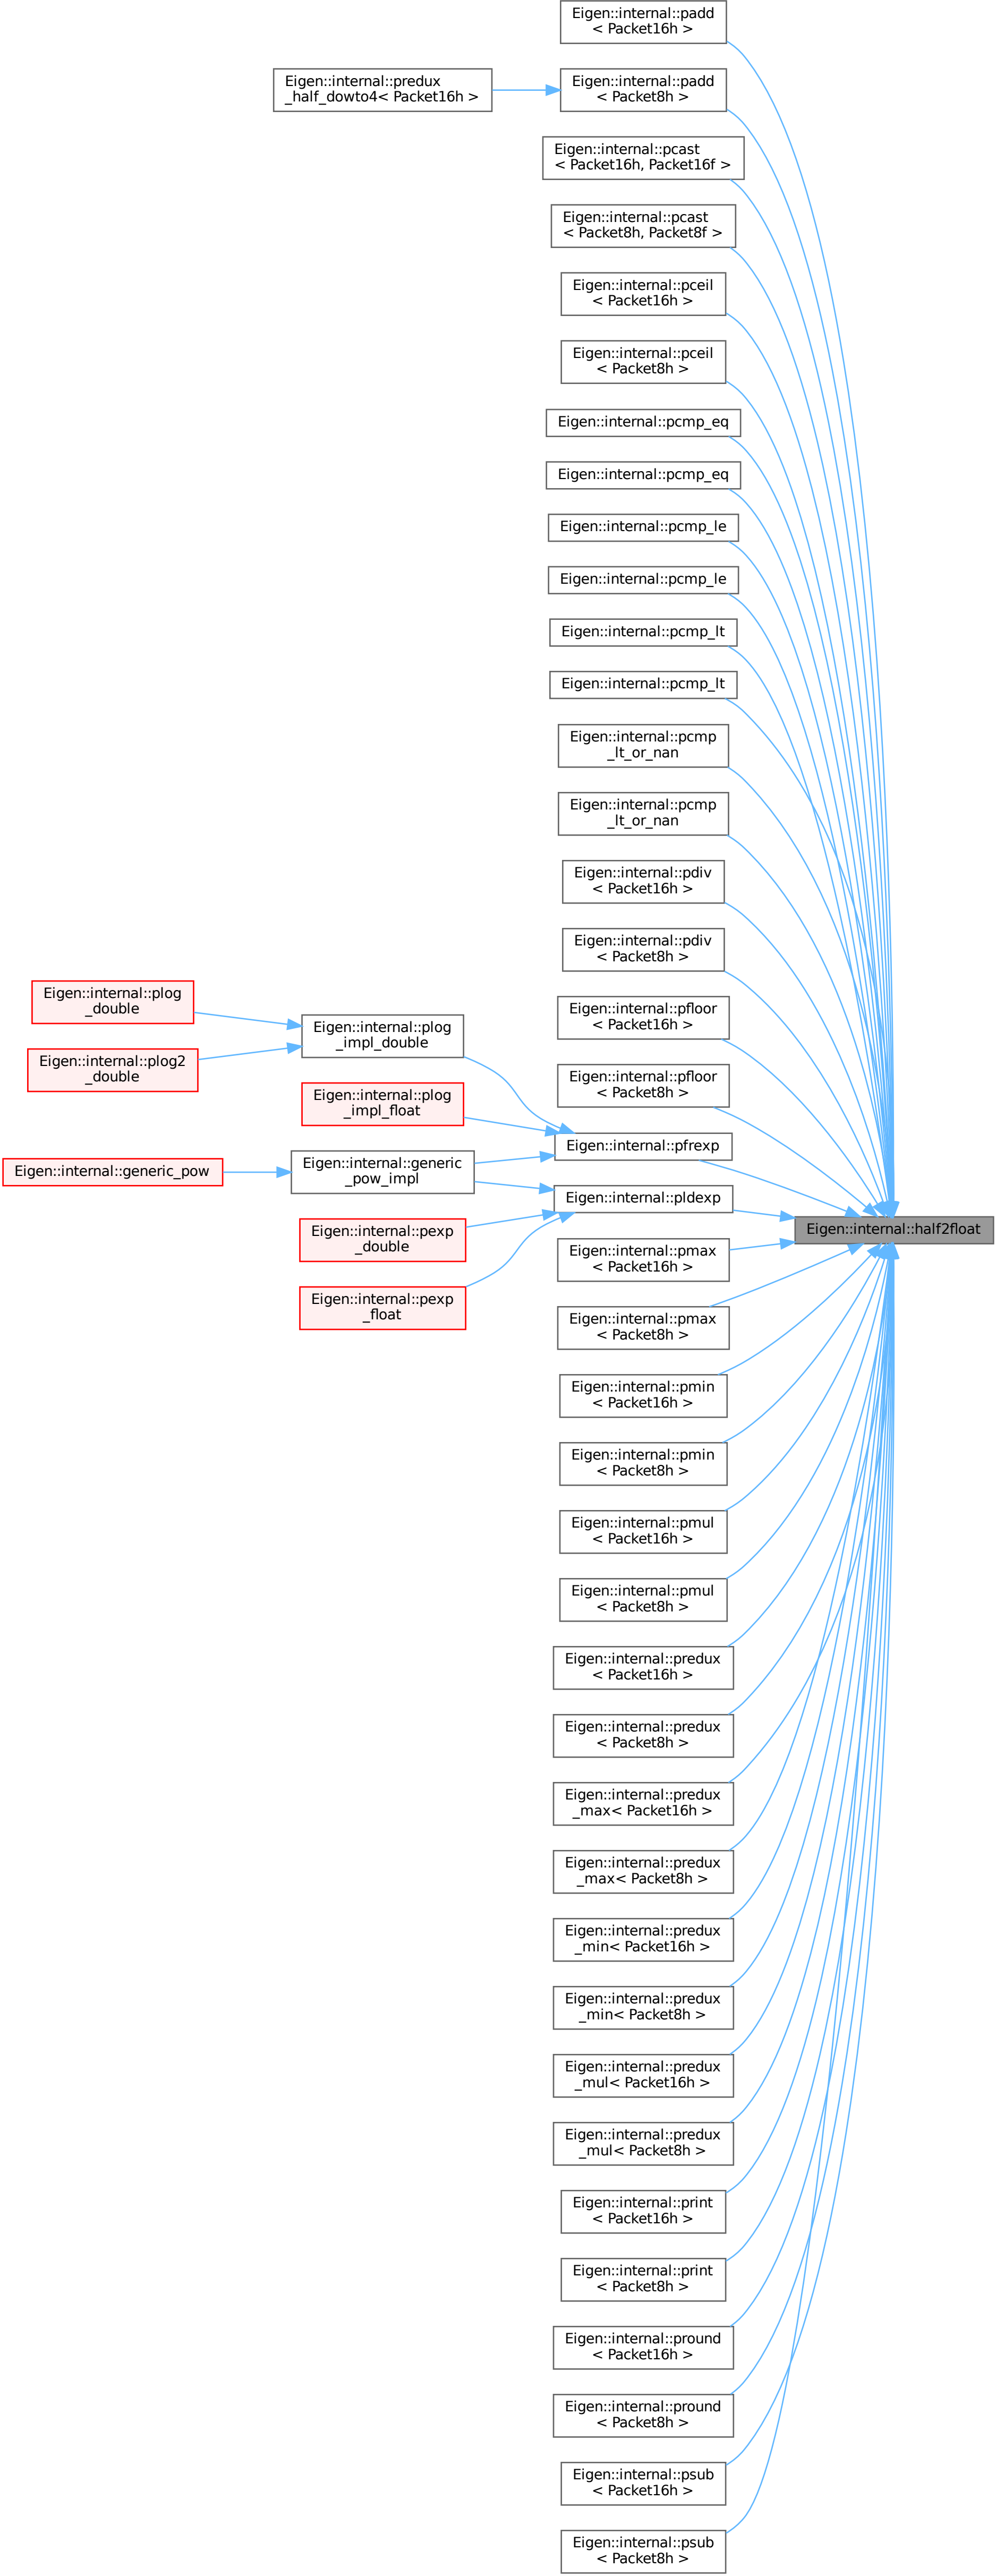 Eigen::internal::padd
< Packet16h >
Eigen::internal::predux
_half_dowto4< Packet16h >
Eigen::internal::padd
< Packet8h >
Eigen::internal::pcast
< Packet16h, Packet16f >
Eigen::internal::pcast
< Packet8h, Packet8f >
Eigen::internal::pceil
< Packet16h >
Eigen::internal::pceil
< Packet8h >
Eigen::internal::pcmp_eq
Eigen::internal::pcmp_eq
Eigen::internal::pcmp_le
Eigen::internal::pcmp_le
Eigen::internal::pcmp_lt
Eigen::internal::pcmp_lt
Eigen::internal::pcmp
_lt_or_nan
Eigen::internal::pcmp
_lt_or_nan
Eigen::internal::pdiv
< Packet16h >
Eigen::internal::pdiv
< Packet8h >
Eigen::internal::plog
_double
Eigen::internal::pfloor
< Packet16h >
Eigen::internal::plog
_impl_double
Eigen::internal::plog2
_double
Eigen::internal::pfloor
< Packet8h >
Eigen::internal::plog
_impl_float
Eigen::internal::pfrexp
Eigen::internal::generic_pow
Eigen::internal::generic
_pow_impl
Eigen::internal::pldexp
Eigen::internal::half2float
Eigen::internal::pexp
_double
Eigen::internal::pmax
< Packet16h >
Eigen::internal::pexp
_float
Eigen::internal::pmax
< Packet8h >
Eigen::internal::pmin
< Packet16h >
Eigen::internal::pmin
< Packet8h >
Eigen::internal::pmul
< Packet16h >
Eigen::internal::pmul
< Packet8h >
Eigen::internal::predux
< Packet16h >
Eigen::internal::predux
< Packet8h >
Eigen::internal::predux
_max< Packet16h >
Eigen::internal::predux
_max< Packet8h >
Eigen::internal::predux
_min< Packet16h >
Eigen::internal::predux
_min< Packet8h >
Eigen::internal::predux
_mul< Packet16h >
Eigen::internal::predux
_mul< Packet8h >
Eigen::internal::print
< Packet16h >
Eigen::internal::print
< Packet8h >
Eigen::internal::pround
< Packet16h >
Eigen::internal::pround
< Packet8h >
Eigen::internal::psub
< Packet16h >
Eigen::internal::psub
< Packet8h >